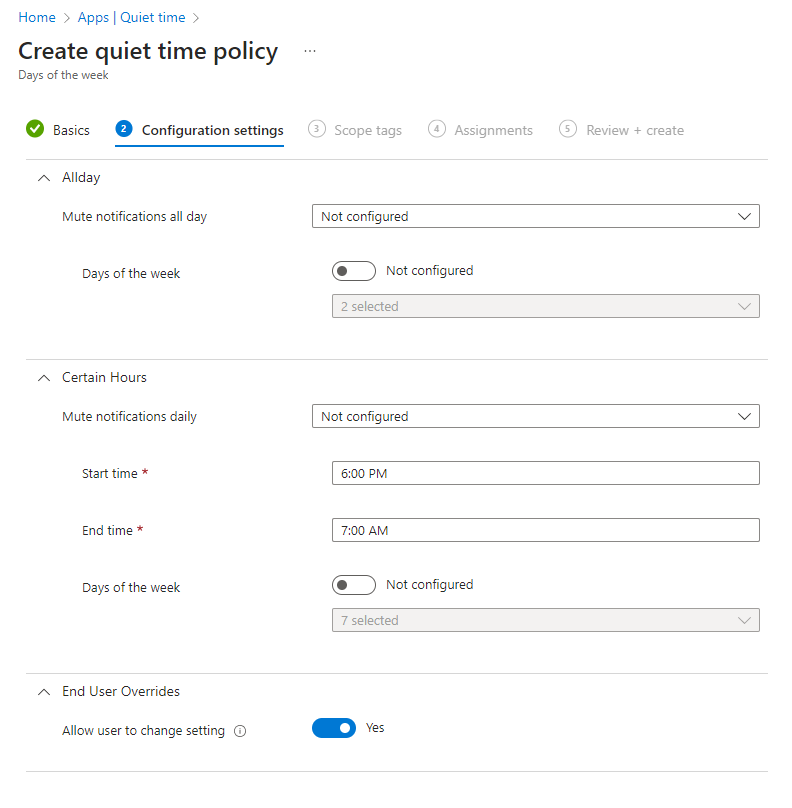 Home > Apps | Quiet time >
Create quiet time policy ...
Days of the week
Basics 2 Configuration settings 3 Scope tags 4 Assignments 5 Review + create
Allday
Mute notifications all day Not configured
Days of the week Not configured
2 selected
Certain Hours
Mute notifications daily Not configured
Start time * 6:00 PM
End time * 7:00 AM
Days of the week Not configured
7 selected
End User Overrides
Allow user to change setting Yes